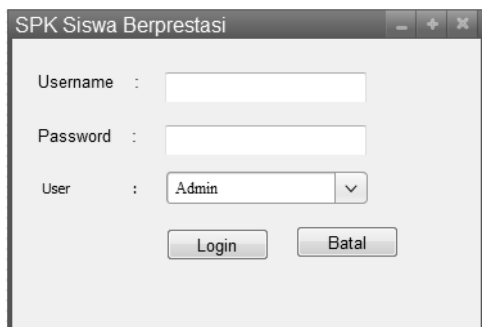 SPK Siswa Berprestasi
Username :
Password :
User : Admin
Login Batal